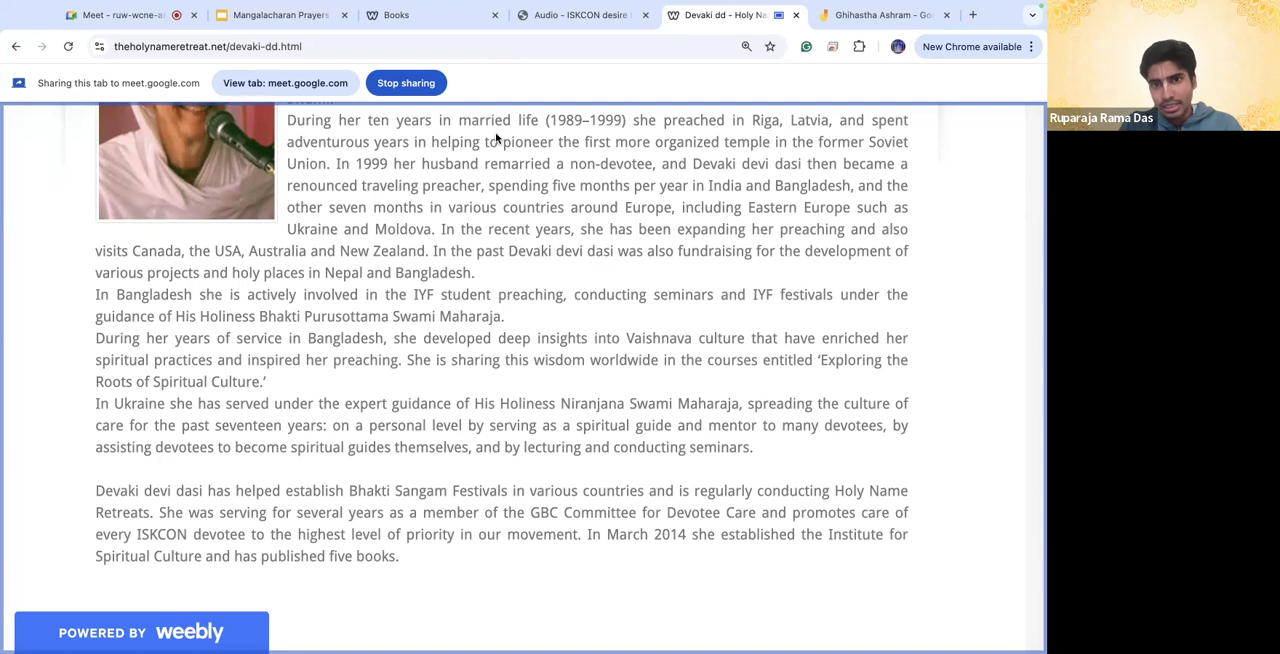 Meet - ruw-wcne-a
Mangalacharan Prayers
Books
Audio - ISKCON desire
Devaki dd - Holy Na
Ghihastha Ashram - Go
theholynameretreat.net/devaki-dd.html
New Chrome available
Sharing this tab to meet.google.com
View tab: meet.google.com
Stop sharing
Ruparaja Rama Das
During her ten years in married life (1989–1999) she preached in Riga, Latvia, and spent
adventurous years in helping to pioneer the first more organized temple in the former Soviet
Union. In 1999 her husband remarried a non-devotee, and Devaki devi dasi then became a
renounced traveling preacher, spending five months per year in India and Bangladesh, and the
other seven months in various countries around Europe, including Eastern Europe such as
Ukraine and Moldova. In the recent years, she has been expanding her preaching and also
visits Canada, the USA, Australia and New Zealand. In the past Devaki devi dasi was also fundraising for the development of
various projects and holy places in Nepal and Bangladesh.
In Bangladesh she is actively involved in the IYF student preaching, conducting seminars and IYF festivals under the
guidance of His Holiness Bhakti Purusottama Swami Maharaja.
During her years of service in Bangladesh, she developed deep insights into Vaishnava culture that have enriched her
spiritual practices and inspired her preaching. She is sharing this wisdom worldwide in the courses entitled ‘Exploring the
Roots of Spiritual Culture.’
In Ukraine she has served under the expert guidance of His Holiness Niranjana Swami Maharaja, spreading the culture of
care for the past seventeen years: on a personal level by serving as a spiritual guide and mentor to many devotees, by
assisting devotees to become spiritual guides themselves, and by lecturing and conducting seminars.
Devaki devi dasi has helped establish Bhakti Sangam Festivals in various countries and is regularly conducting Holy Name
Retreats. She was serving for several years as a member of the GBC Committee for Devotee Care and promotes care of
every ISKCON devotee to the highest level of priority in our movement. In March 2014 she established the Institute for
Spiritual Culture and has published five books.
POWERED BY weebly